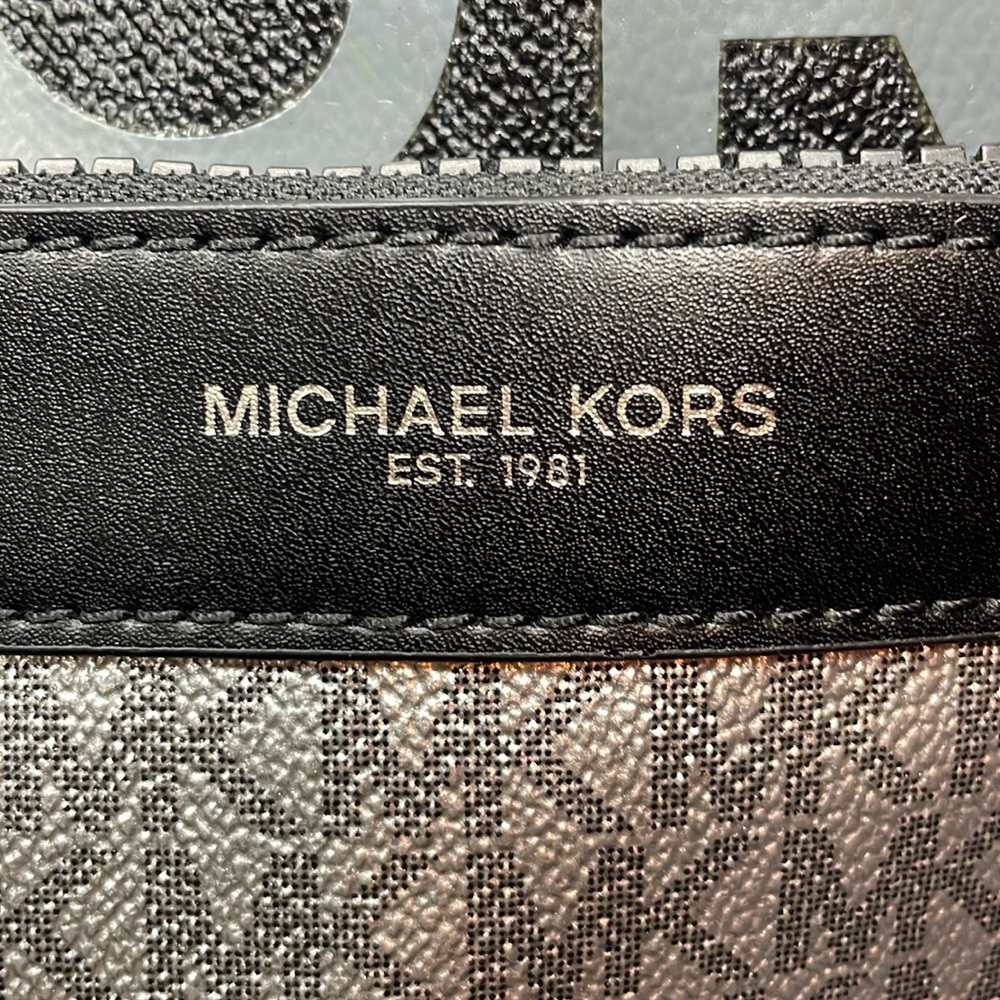 MICHAEL KORS
EST. 1981